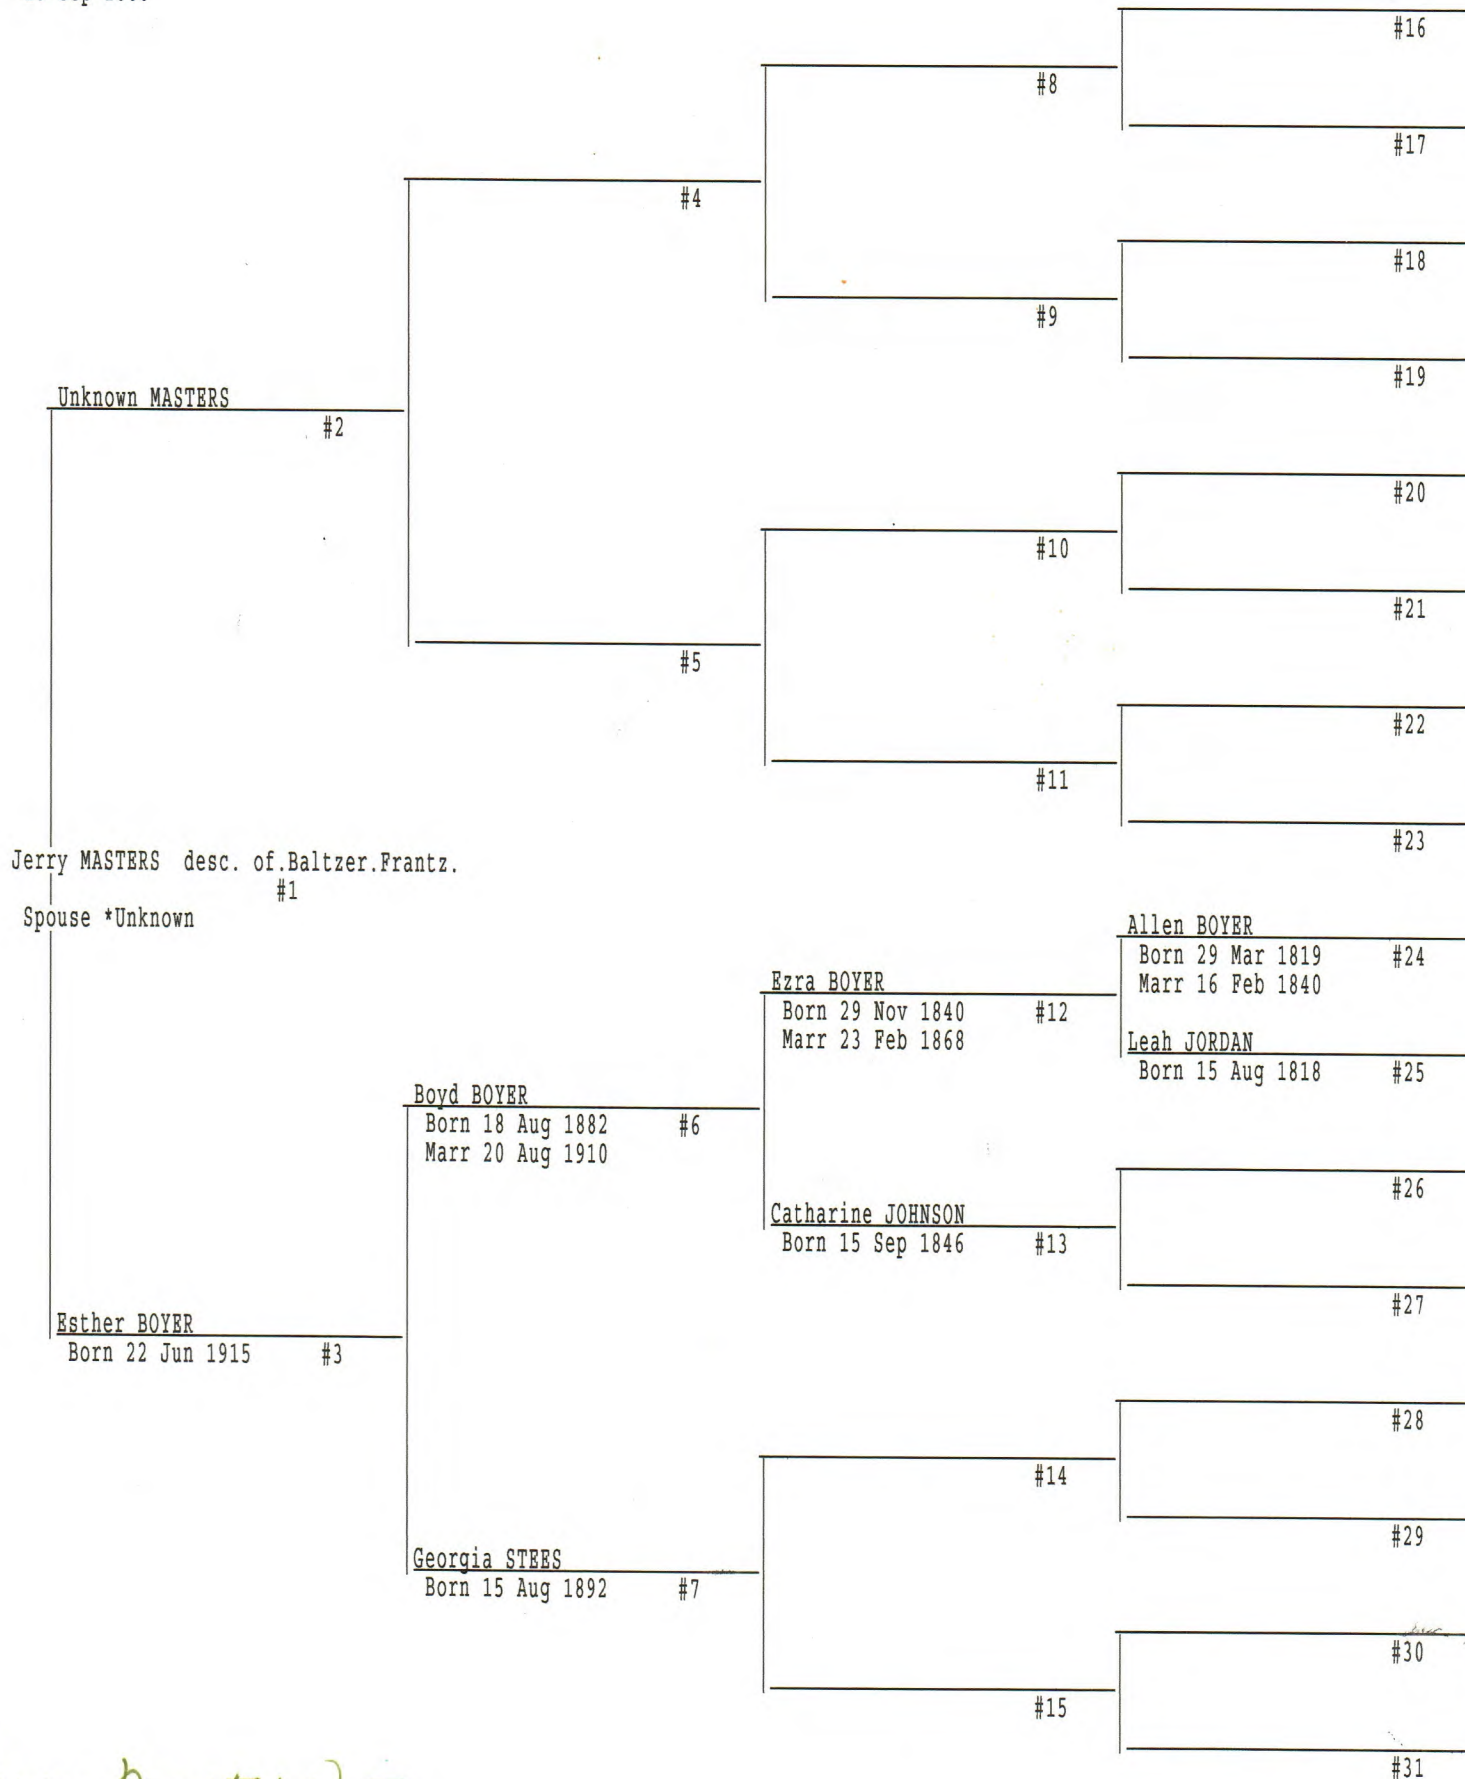 #16
#8
#17
#4
#18
#9
#19
Unknown MASTERS
#2
#20
#10
#21
#5
#22
#11
#23
Jerry MASTERS desc. of.Baltzer.Frantz.
#1
Spouse *Unknown
Allen BOYER
Born 29 Mar 1819 #24
Marr 16 Feb 1840
Ezra BOYER
Born 29 Nov 1840 #12
Marr 23 Feb 1868
Leah JORDAN
Born 15 Aug 1818 #25
Boyd BOYER
Born 18 Aug 1882 #6
Marr 20 Aug 1910
#26
Catharine JOHNSON
Born 15 Sep 1846 #13
#27
Esther BOYER
Born 22 Jun 1915 #3
#28
#14
#29
Georgia STEES
Born 15 Aug 1892 #7
#30
#15
#31